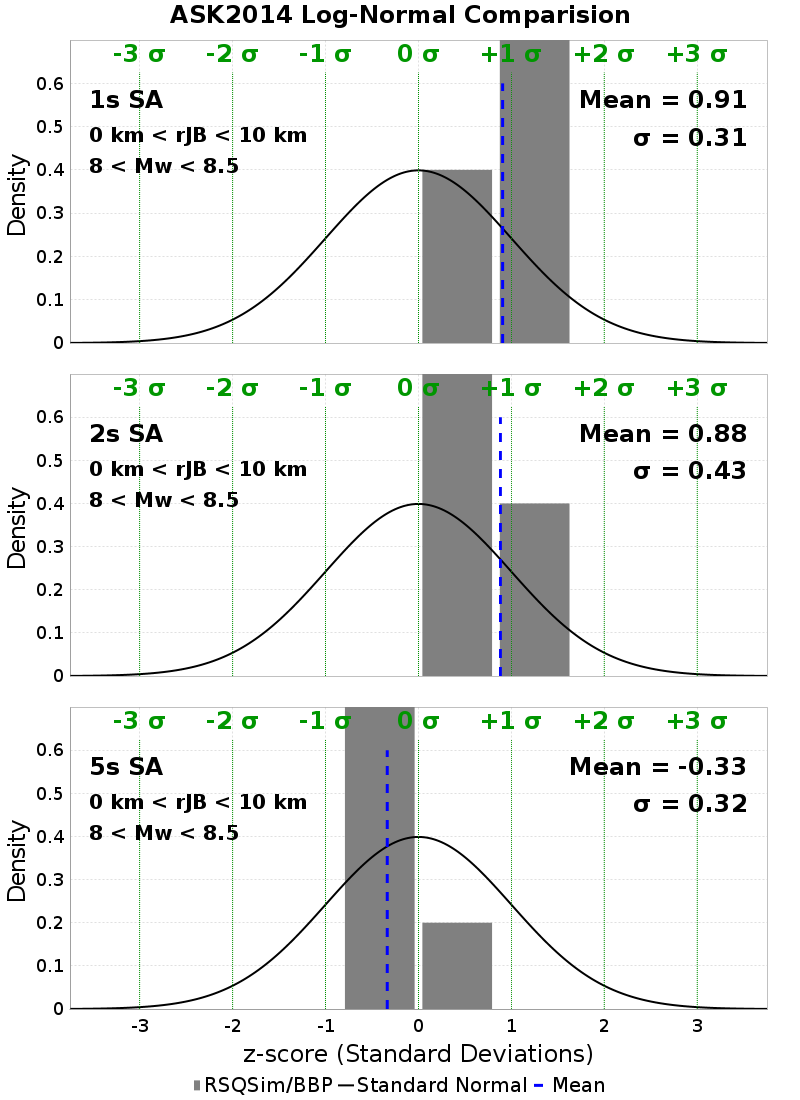 ASK2014 Log-Normal Comparision
-3 σ -2 σ -1 σ 0 σ +1 σ +2 σ +3 σ
1s SA
0 km < rJB < 10 km
8 < Mw < 8.5
Mean = 0.91
σ = 0.31
Density
0.6
0.5
0.4
0.3
0.2
0.1
0
-3 σ -2 σ -1 σ 0 σ +1 σ +2 σ +3 σ
2s SA
0 km < rJB < 10 km
8 < Mw < 8.5
Mean = 0.88
σ = 0.43
Density
0.6
0.5
0.4
0.3
0.2
0.1
0
-3 σ -2 σ -1 σ 0 σ +1 σ +2 σ +3 σ
5s SA
0 km < rJB < 10 km
8 < Mw < 8.5
Mean = -0.33
σ = 0.32
Density
0.6
0.5
0.4
0.3
0.2
0.1
0
-3 -2 -1 0 1 2 3
z-score (Standard Deviations)
RSQSim/BBP Standard Normal Mean